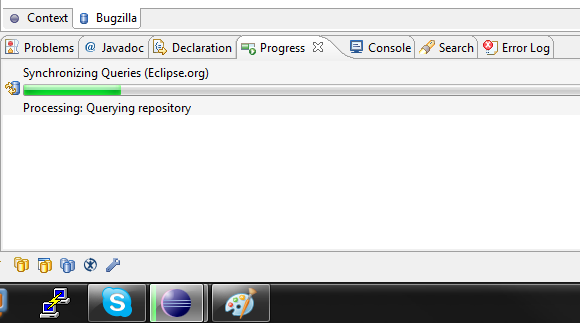 Context Bugzilla
Problems @ Javadoc Declaration Progress Console Search Error Log
Synchronizing Queries (Eclipse.org)
Processing: Querying repository